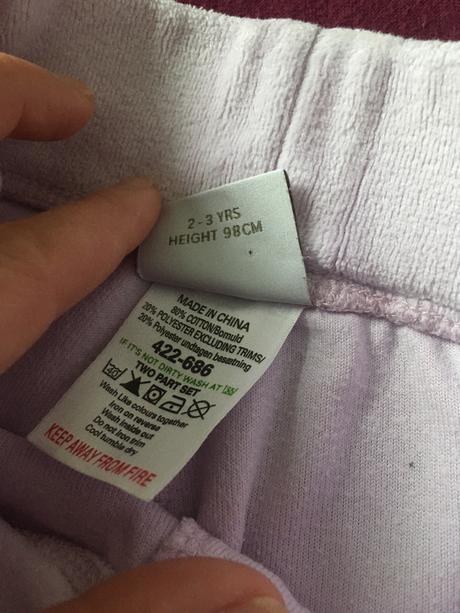 2 - 3 YRS
HEIGHT 98CM
MADE IN CHINA
80% COTTON/Bomuld
20% POLYESTER EXCLUDING TRIMS/
20% Polyester undtagen besætning
422-686
IF IT'S NOT DIRTY WASH AT
TWO PART SET
Wash Like colours together
Iron on reverse
Wash inside out
Do not iron trim
Cool tumble dry
KEEP AWAY FROM FIRE